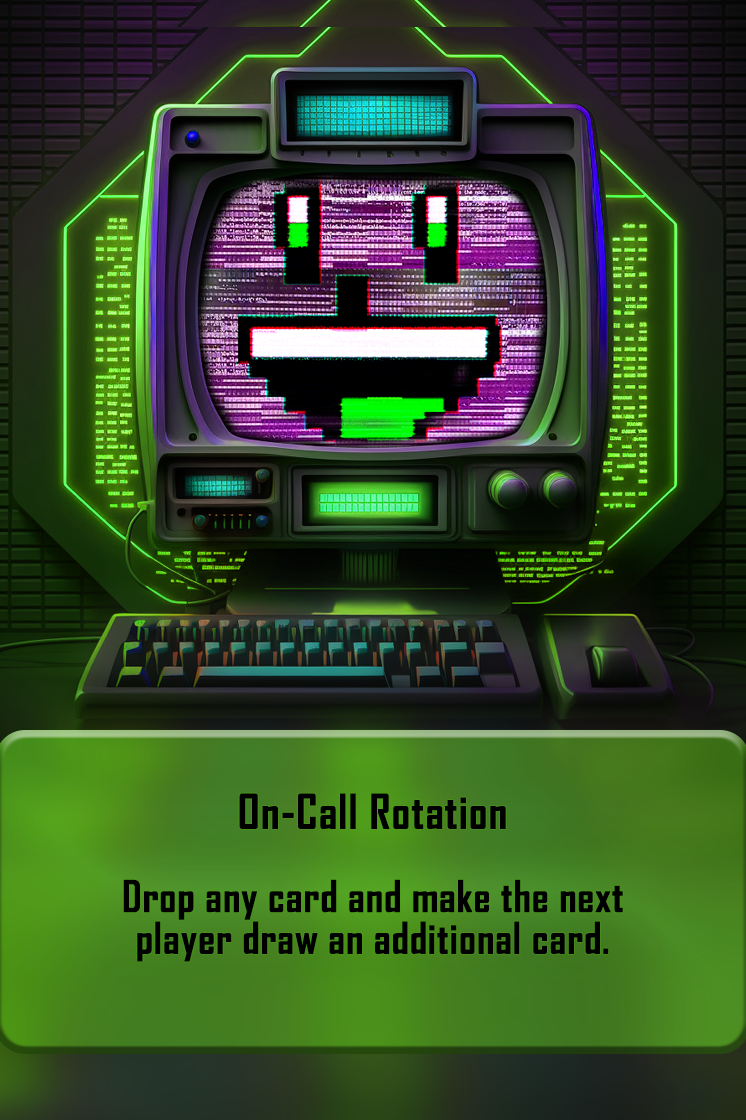 On-Call Rotation
Drop any card and make the next
player draw an additional card.